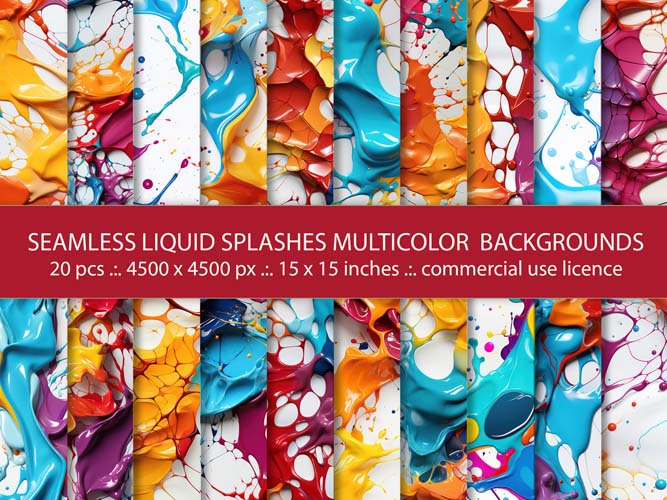 SEAMLESS LIQUID SPLASHES MULTICOLOR BACKGROUNDS
20 pcs .:. 4500 x 4500 px .:. 15 x 15 inches .:. commercial use licence